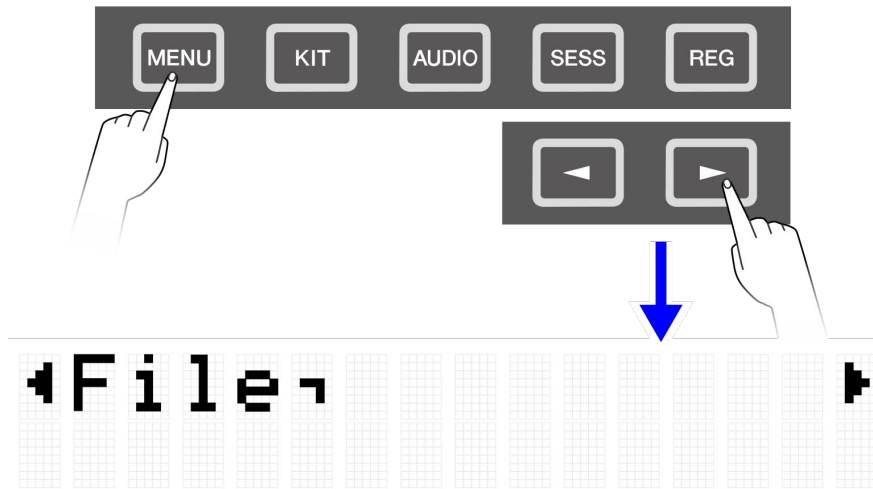 MENU KIT AUDIO SESS REG
◄ ►
◄File¬ ►